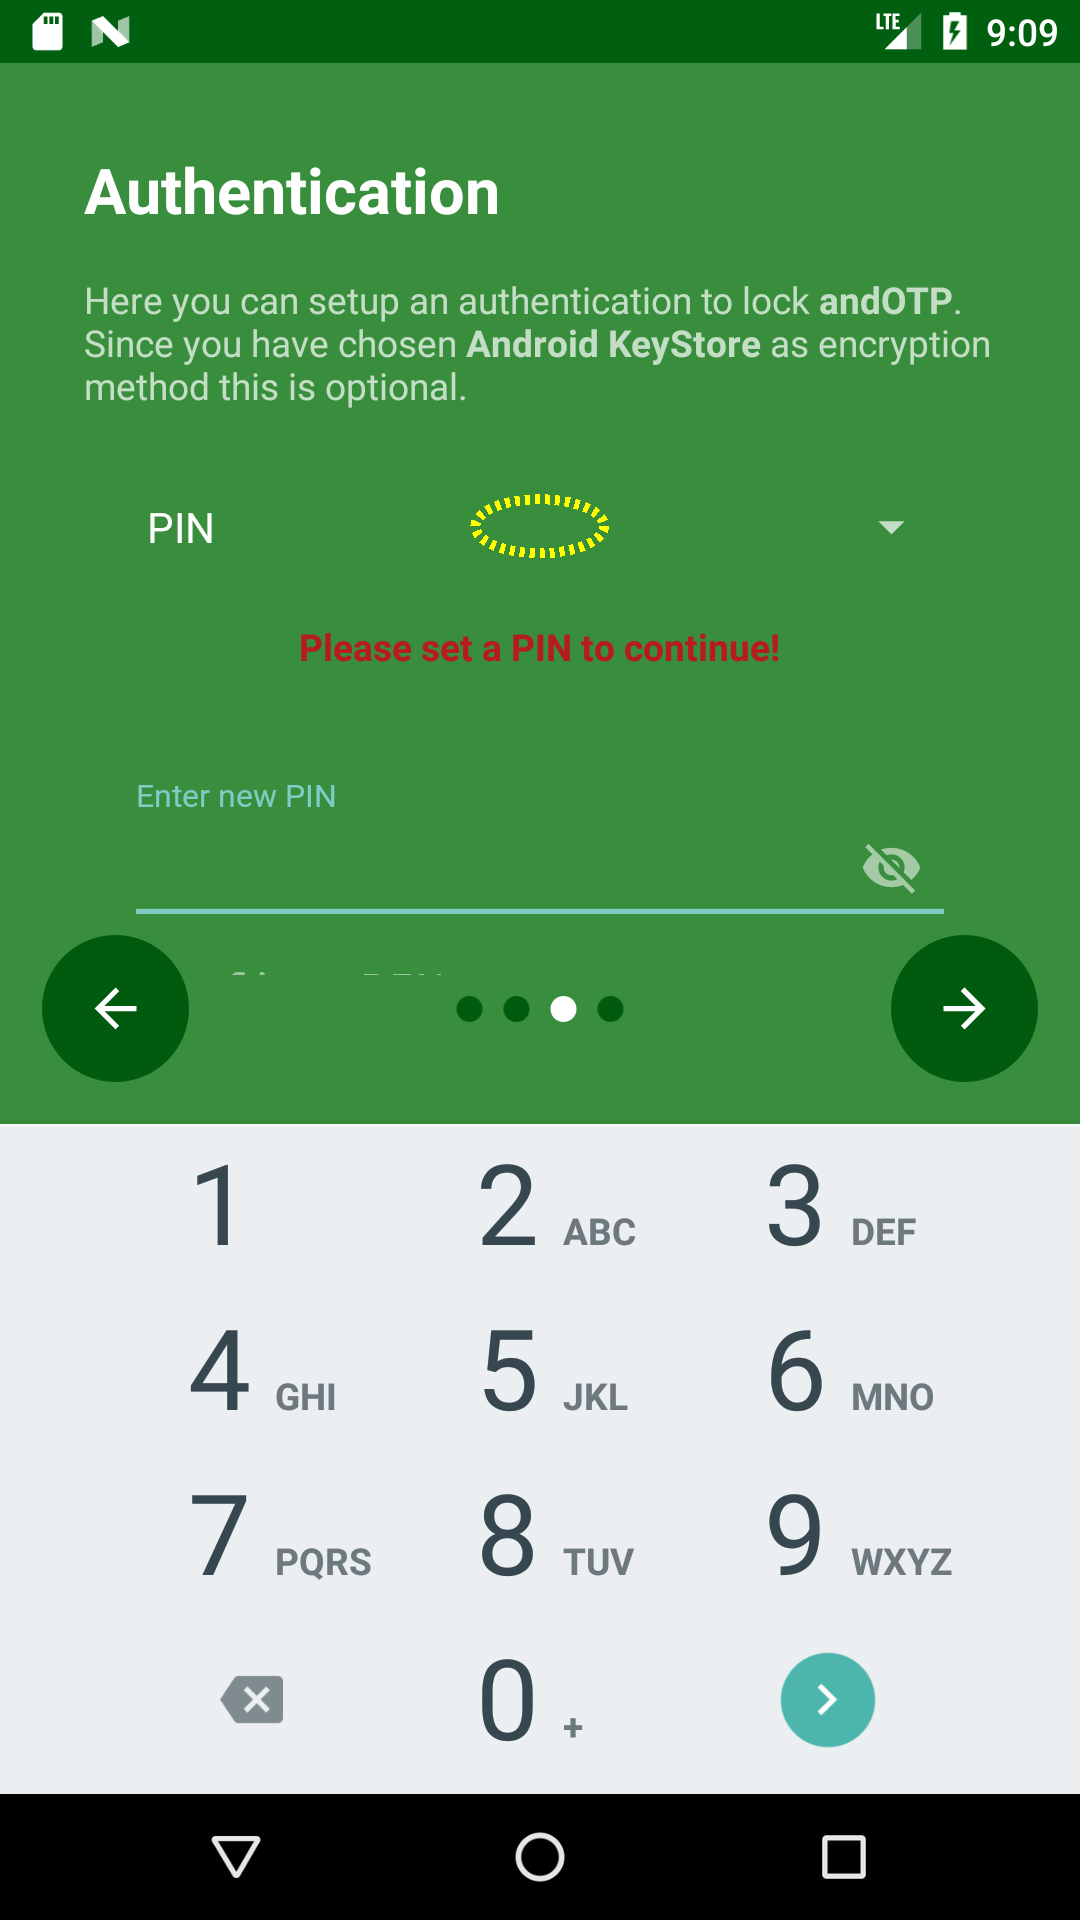 LTE 9:09
Authentication
Here you can setup an authentication to lock andOTP.
Since you have chosen Android KeyStore as encryption
method this is optional.
PIN
Please set a PIN to continue!
Enter new PIN
1 2 ABC 3 DEF
4 GHI 5 JKL 6 MNO
7 PQRS 8 TUV 9 WXYZ
0 +